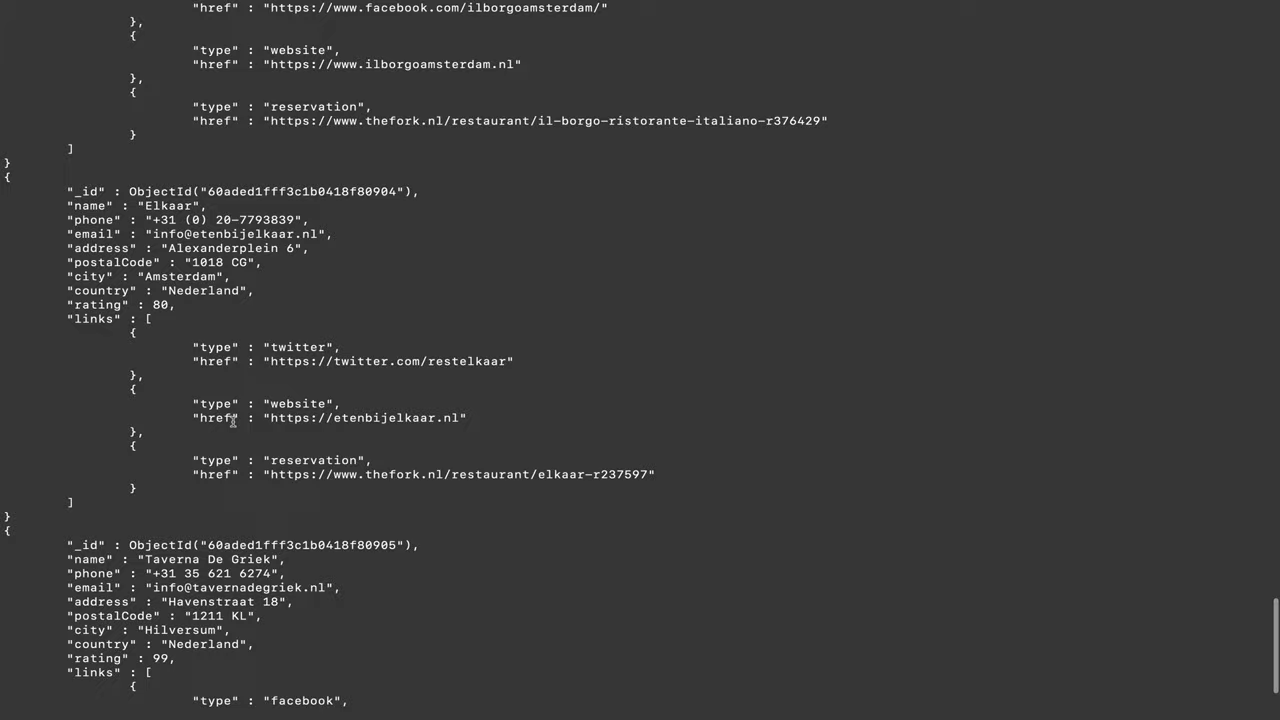 "href" : "https://www.facebook.com/ilborgoamsterdam/"
},
{
"type" : "website",
"href" : "https://www.ilborgoamsterdam.nl"
},
{
"type" : "reservation",
"href" : "https://www.thefork.nl/restaurant/il-borgo-ristorante-italiano-r376429"
}
]
}
{
"_id" : ObjectId("60aded1fff3c1b0418f80904"),
"name" : "Elkaar",
"phone" : "+31 (0) 20-7793839",
"email" : "info@etenbijelkaar.nl",
"address" : "Alexanderplein 6",
"postalCode" : "1018 CG",
"city" : "Amsterdam",
"country" : "Nederland",
"rating" : 80,
"links" : [
{
"type" : "twitter",
"href" : "https://twitter.com/restelkaar"
},
{
"type" : "website",
"href" : "https://etenbijelkaar.nl"
},
{
"type" : "reservation",
"href" : "https://www.thefork.nl/restaurant/elkaar-r237597"
}
]
}
{
"_id" : ObjectId("60aded1fff3c1b0418f80905"),
"name" : "Taverna De Griek",
"phone" : "+31 35 621 6274",
"email" : "info@tavernadegriek.nl",
"address" : "Havenstraat 18",
"postalCode" : "1211 KL",
"city" : "Hilversum",
"country" : "Nederland",
"rating" : 99,
"links" : [
{
"type" : "facebook",